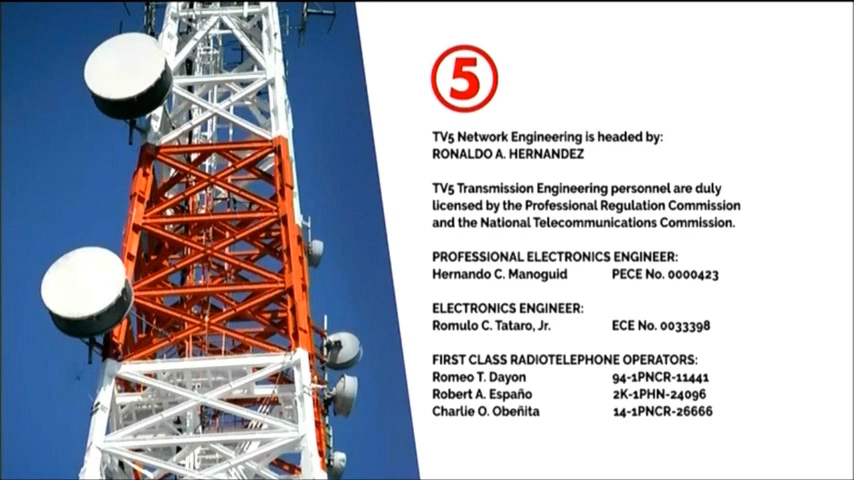 5
TV5 Network Engineering is headed by:
RONALDO A. HERNANDEZ
TV5 Transmission Engineering personnel are duly
licensed by the Professional Regulation Commission
and the National Telecommunications Commission.
PROFESSIONAL ELECTRONICS ENGINEER:
Hernando C. Manoguid PECE No. 0000423
ELECTRONICS ENGINEER:
Romulo C. Tataro, Jr. ECE No. 0033398
FIRST CLASS RADIOTELEPHONE OPERATORS:
Romeo T. Dayon 94-1PNCR-11441
Robert A. Españo 2K-1PHN-24096
Charlie O. Obeñita 14-1PNCR-26666